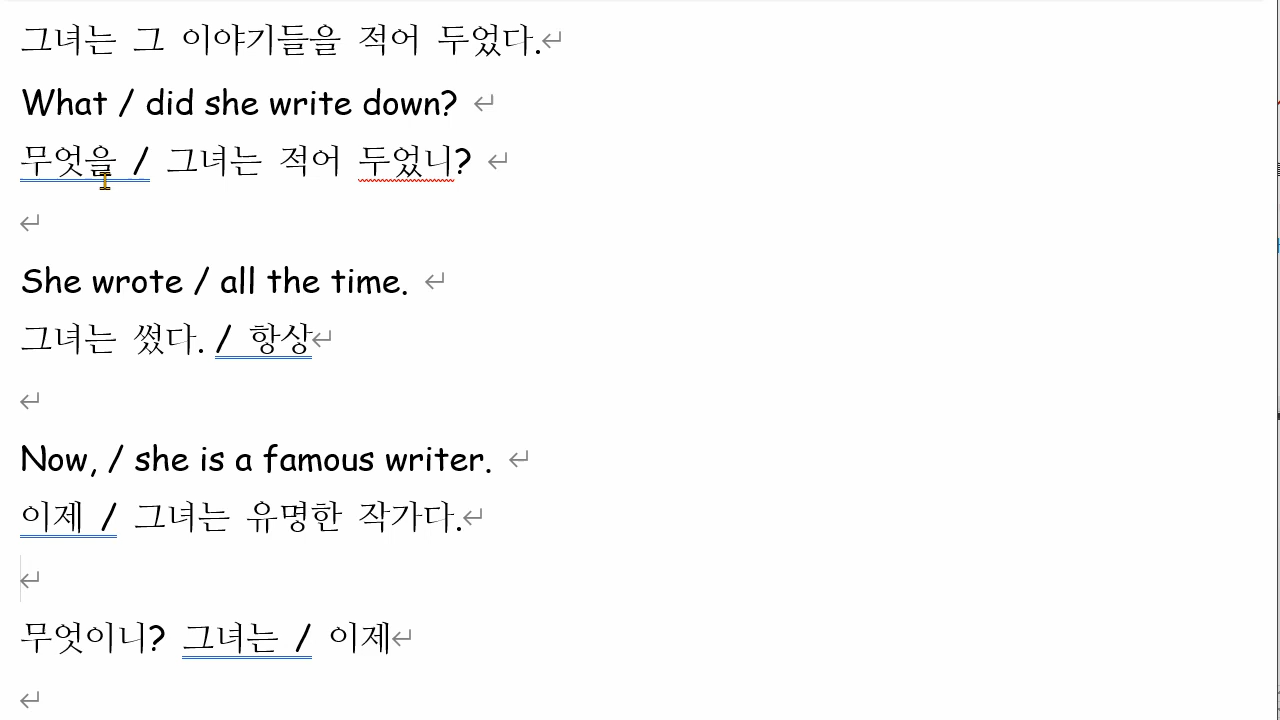 그녀는 그 이야기들을 적어 두었다.
What / did she write down?
무엇을 / 그녀는 적어 두었니?
She wrote / all the time.
그녀는 썼다. / 항상
Now, / she is a famous writer.
이제 / 그녀는 유명한 작가다.
무엇이니? 그녀는 / 이제